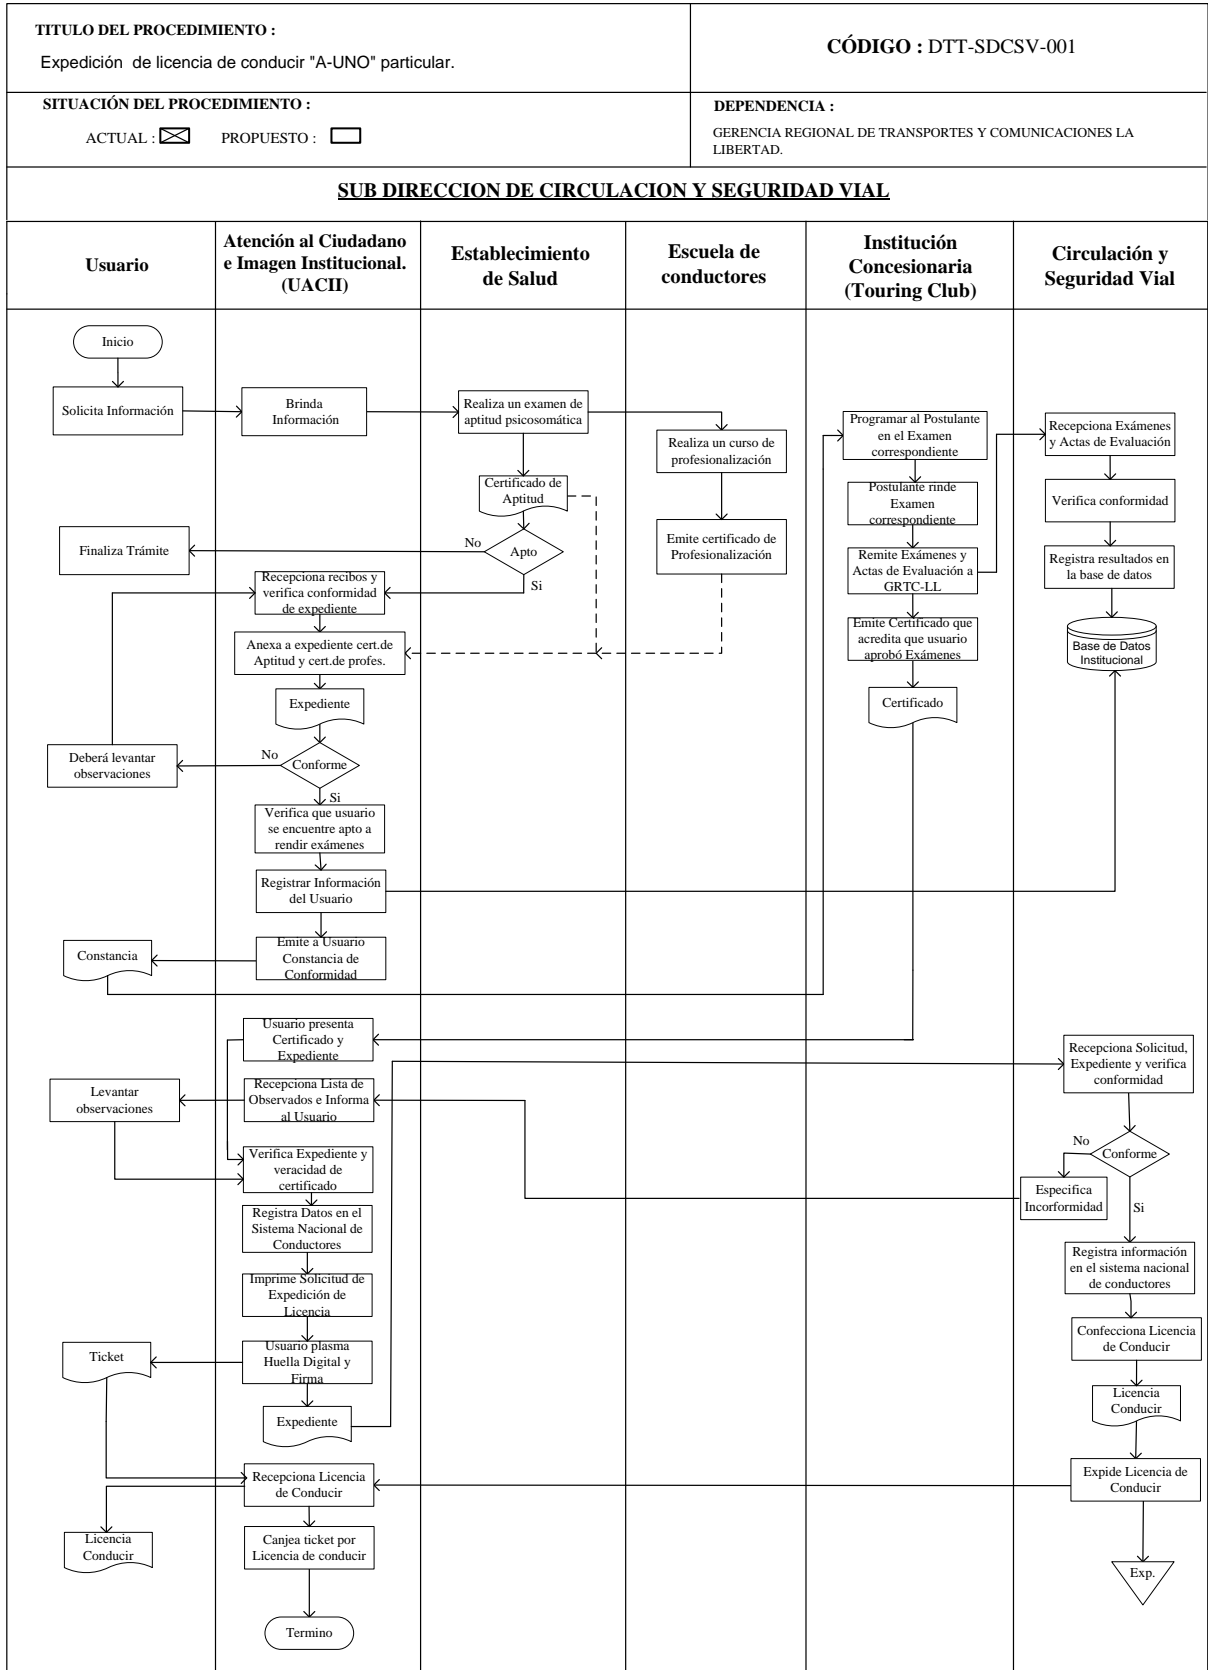 TITULO DEL PROCEDIMIENTO :
Expedición de licencia de conducir "A-UNO" particular.
CÓDIGO : DTT-SDCSV-001
SITUACIÓN DEL PROCEDIMIENTO :
ACTUAL :
PROPUESTO :
DEPENDENCIA :
GERENCIA REGIONAL DE TRANSPORTES Y COMUNICACIONES LA
LIBERTAD.
SUB DIRECCION DE CIRCULACION Y SEGURIDAD VIAL
Usuario
Atención al Ciudadano
e Imagen Institucional.
(UACII)
Establecimiento
de Salud
Escuela de
conductores
Institución
Concesionaria
(Touring Club)
Circulación y
Seguridad Vial
Inicio
Solicita Información
Brinda
Información
Realiza un examen de
aptitud psicosomática
Realiza un curso de
profesionalización
Programar al Postulante
en el Examen
correspondiente
Recepciona Exámenes
y Actas de Evaluación
Certificado de
Aptitud
Postulante rinde
Examen
correspondiente
Verifica conformidad
Finaliza Trámite
No
Apto
Si
Emite certificado de
Profesionalización
Remite Exámenes y
Actas de Evaluación a
GRTC-LL
Registra resultados en
la base de datos
Recepciona recibos y
verifica conformidad
de expediente
Anexa a expediente cert.de
Aptitud y cert.de profes.
Emite Certificado que
acredita que usuario
aprobó Exámenes
Base de Datos
Institucional
Expediente
Certificado
Deberá levantar
observaciones
No
Conforme
Si
Verifica que usuario
se encuentre apto a
rendir exámenes
Registrar Información
del Usuario
Constancia
Emite a Usuario
Constancia de
Conformidad
Usuario presenta
Certificado y
Expediente
Recepciona Solicitud,
Expediente y verifica
conformidad
Levantar
observaciones
Recepciona Lista de
Observados e Informa
al Usuario
No
Conforme
Si
Verifica Expediente y
veracidad de
certificado
Especifica
Incorformidad
Registra Datos en el
Sistema Nacional de
Conductores
Registra información
en el sistema nacional
de conductores
Imprime Solicitud de
Expedición de
Licencia
Confecciona Licencia
de Conducir
Ticket
Usuario plasma
Huella Digital y
Firma
Licencia
Conducir
Expediente
Recepciona Licencia
de Conducir
Expide Licencia de
Conducir
Licencia
Conducir
Canjea ticket por
Licencia de conducir
Exp.
Termino